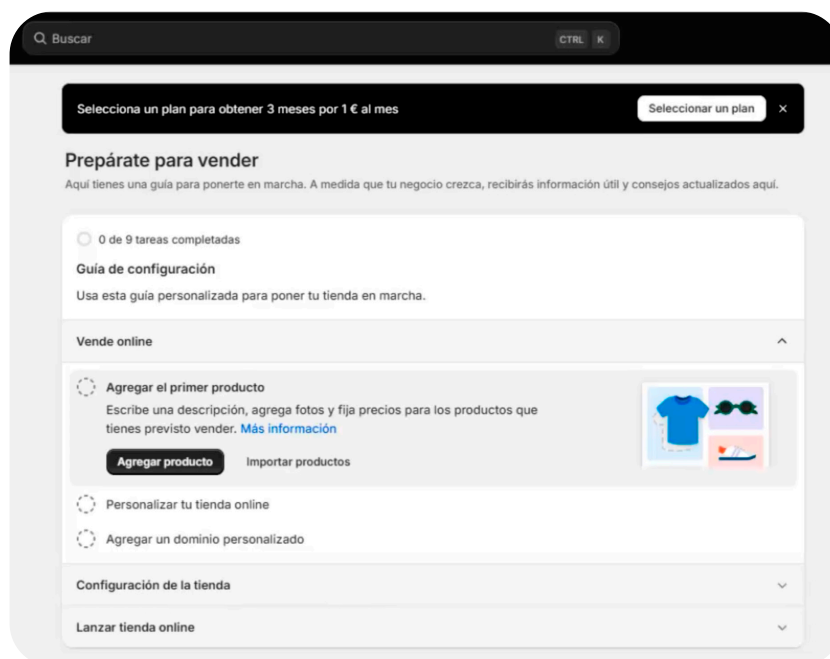 Buscar
CTRL K
Selecciona un plan para obtener 3 meses por 1 € al mes
Seleccionar un plan
Prepárate para vender
Aquí tienes una guía para ponerte en marcha. A medida que tu negocio crezca, recibirás información útil y consejos actualizados aquí.
0 de 9 tareas completadas
Guía de configuración
Usa esta guía personalizada para poner tu tienda en marcha.
Vende online
Agregar el primer producto
Escribe una descripción, agrega fotos y fija precios para los productos que
tienes previsto vender. Más información
Agregar producto
Importar productos
Personalizar tu tienda online
Agregar un dominio personalizado
Configuración de la tienda
Lanzar tienda online